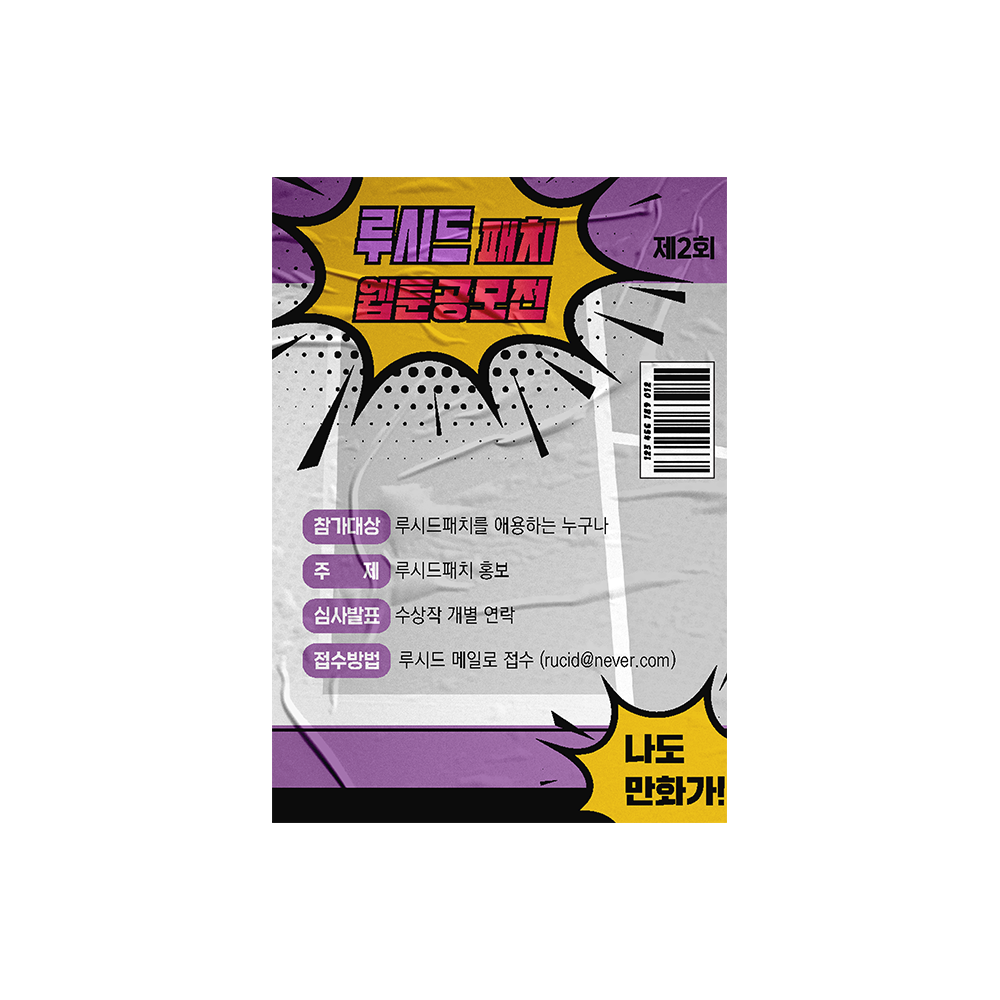 루시드 패치
웹툰공모전
제2회
123 456 789 012
참가대상 루시드패치를 애용하는 누구나
주 제 루시드패치 홍보
심사발표 수상작 개별 연락
접수방법 루시드 메일로 접수 (rucid@never.com)
나도
만화가!